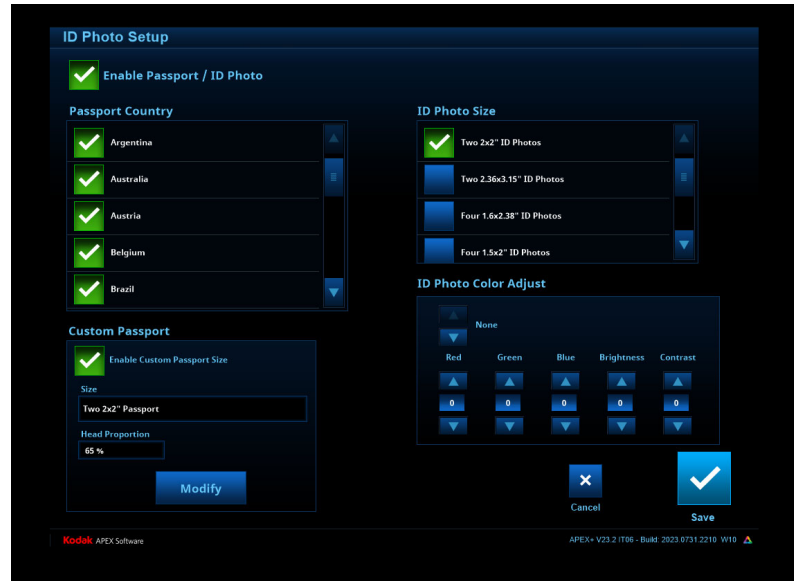 ID Photo Setup
Enable Passport / ID Photo
Passport Country
Argentina
Australia
Austria
Belgium
Brazil
Custom Passport
Enable Custom Passport Size
Size
Two 2x2" Passport
Head Proportion
65 %
Modify
ID Photo Size
Two 2x2" ID Photos
Two 2.36x3.15" ID Photos
Four 1.6x2.38" ID Photos
Four 1.5x2" ID Photos
ID Photo Color Adjust
None
Red Green Blue Brightness Contrast
0 0 0 0 0
Cancel
Save
Kodak APEX Software
APEX+ V23.2 IT06 - Build: 2023.0731.2210 W10